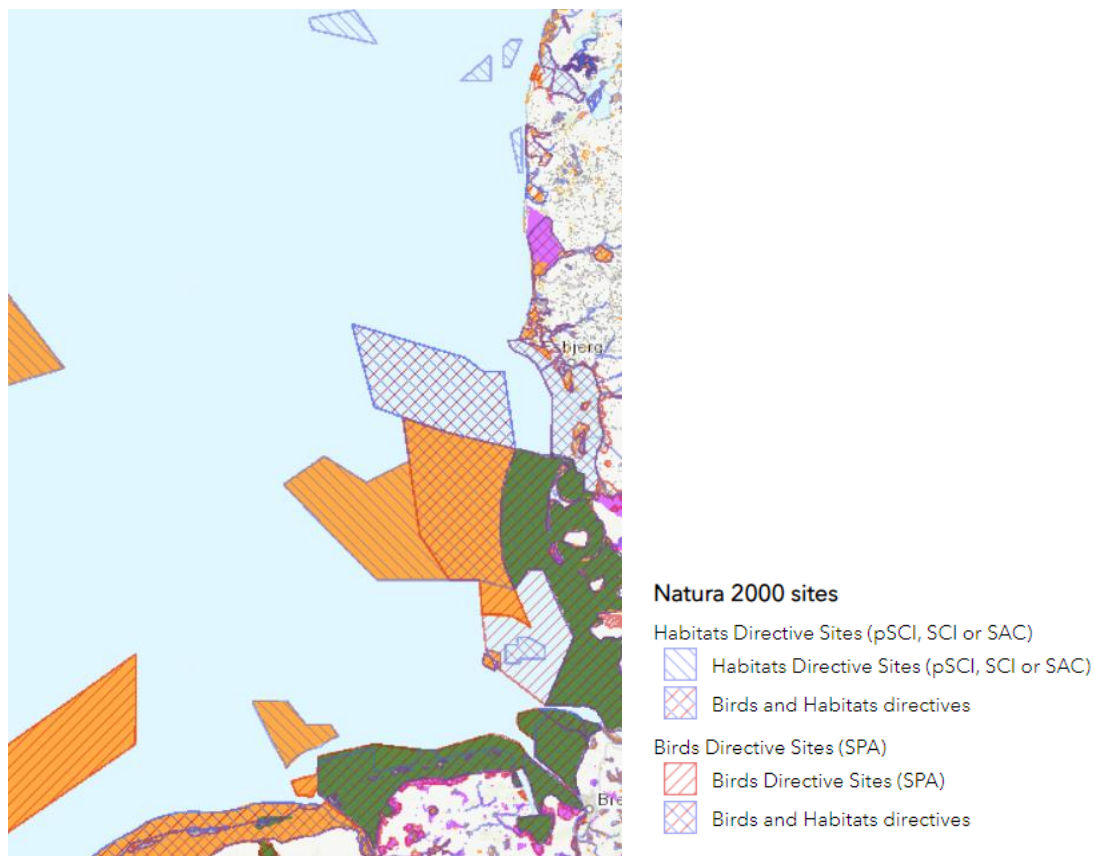 bjerg
Bre
Natura 2000 sites
Habitats Directive Sites (pSCI, SCI or SAC)
Habitats Directive Sites (pSCI, SCI or SAC)
Birds and Habitats directives
Birds Directive Sites (SPA)
Birds Directive Sites (SPA)
Birds and Habitats directives